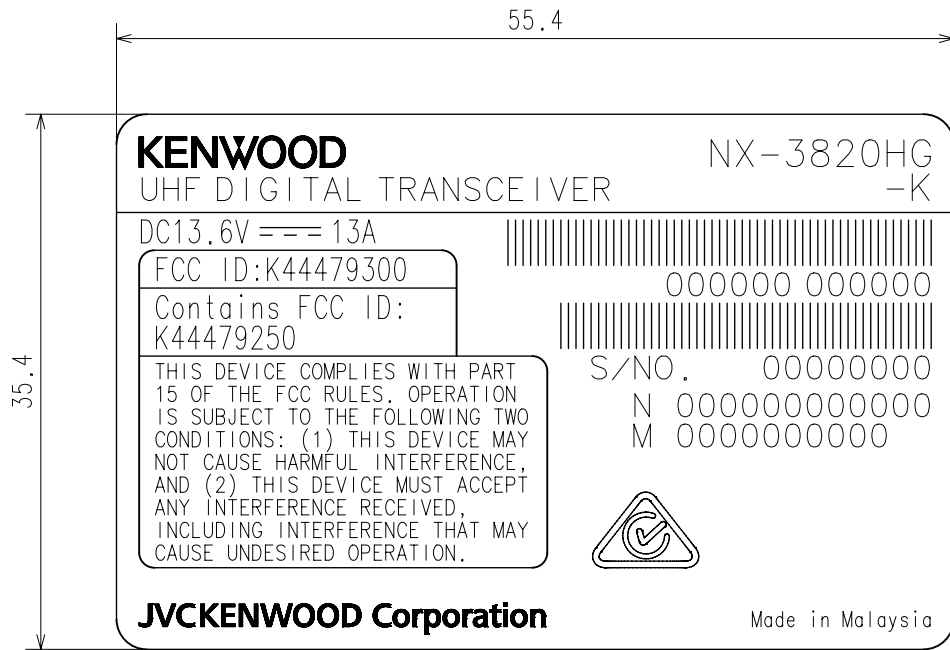 55.4
35.4
KENWOOD
NX-3820HG
UHF DIGITAL TRANSCEIVER
-K
DC13.6V 13A
FCC ID:K44479300
000000 000000
Contains FCC ID:
K44479250
S/NO. 00000000
N 000000000000
M 0000000000
THIS DEVICE COMPLIES WITH PART
15 OF THE FCC RULES. OPERATION
IS SUBJECT TO THE FOLLOWING TWO
CONDITIONS: (1) THIS DEVICE MAY
NOT CAUSE HARMFUL INTERFERENCE,
AND (2) THIS DEVICE MUST ACCEPT
ANY INTERFERENCE RECEIVED,
INCLUDING INTERFERENCE THAT MAY
CAUSE UNDESIRED OPERATION.
JVCKENWOOD Corporation
Made in Malaysia